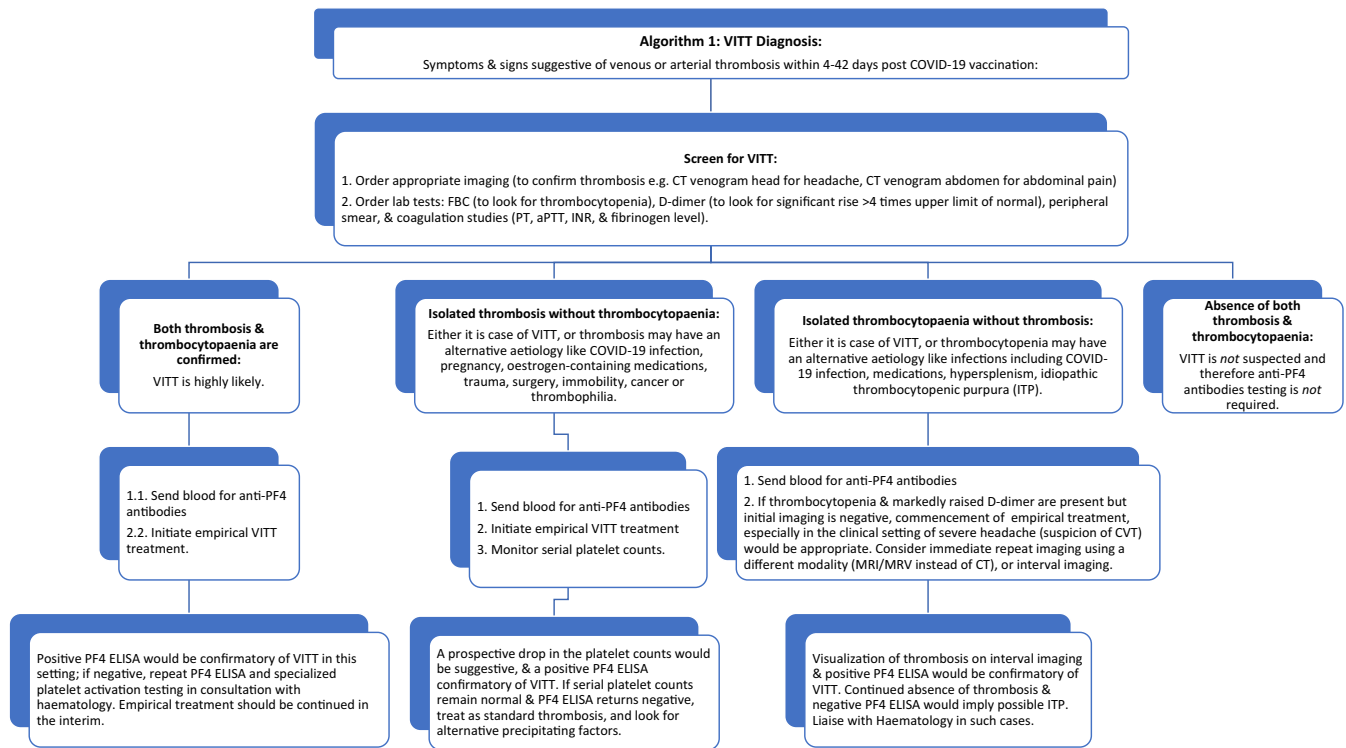 Algorithm 1: VITT Diagnosis:
Symptoms & signs suggestive of venous or arterial thrombosis within 4-42 days post COVID-19 vaccination:
Screen for VITT:
1. Order appropriate imaging (to confirm thrombosis e.g. CT venogram head for headache, CT venogram abdomen for abdominal pain)
2. Order lab tests: FBC (to look for thrombocytopenia), D-dimer (to look for significant rise >4 times upper limit of normal), peripheral
smear, & coagulation studies (PT, aPTT, INR, & fibrinogen level).
Both thrombosis &
thrombocytopaenia are
confirmed:
VITT is highly likely.
Isolated thrombosis without thrombocytopaenia:
Either it is case of VITT, or thrombosis may have an
alternative aetiology like COVID-19 infection,
pregnancy, oestrogen-containing medications,
trauma, surgery, immobility, cancer or
thrombophilia.
Isolated thrombocytopaenia without thrombosis:
Either it is case of VITT, or thrombocytopenia may have
an alternative aetiology like infections including COVID-
19 infection, medications, hypersplenism, idiopathic
thrombocytopenic purpura (ITP).
Absence of both
thrombosis &
thrombocytopaenia:
VITT is not suspected and
therefore anti-PF4
antibodies testing is not
required.
1.1. Send blood for anti-PF4
antibodies
2.2. Initiate empirical VITT
treatment.
1. Send blood for anti-PF4 antibodies
2. Initiate empirical VITT treatment
3. Monitor serial platelet counts.
1. Send blood for anti-PF4 antibodies
2. If thrombocytopenia & markedly raised D-dimer are present but
initial imaging is negative, commencement of empirical treatment,
especially in the clinical setting of severe headache (suspicion of CVT)
would be appropriate. Consider immediate repeat imaging using a
different modality (MRI/MRV instead of CT), or interval imaging.
Positive PF4 ELISA would be confirmatory of VITT in this
setting; if negative, repeat PF4 ELISA and specialized
platelet activation testing in consultation with
haematology. Empirical treatment should be continued in
the interim.
A prospective drop in the platelet counts would
be suggestive, & a positive PF4 ELISA
confirmatory of VITT. If serial platelet counts
remain normal & PF4 ELISA returns negative,
treat as standard thrombosis, and look for
alternative precipitating factors.
Visualization of thrombosis on interval imaging
& positive PF4 ELISA would be confirmatory of
VITT. Continued absence of thrombosis &
negative PF4 ELISA would imply possible ITP.
Liaise with Haematology in such cases.